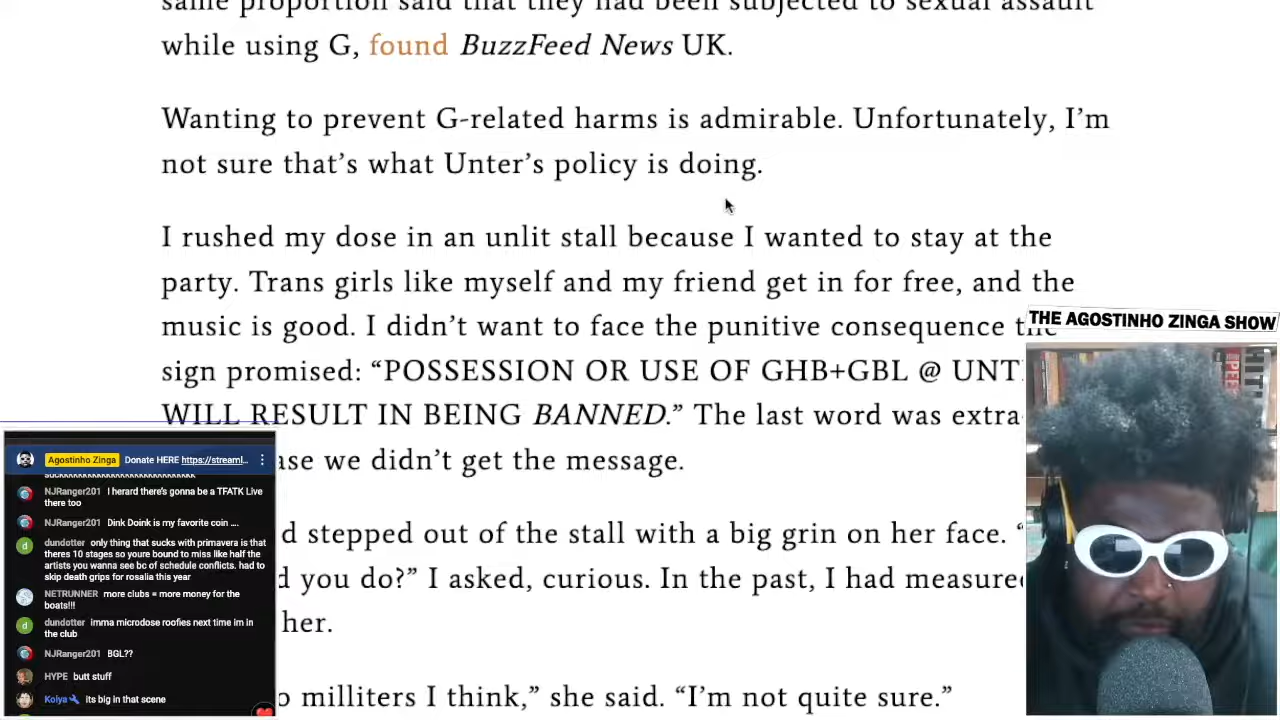 same proportion said that they had been subjected to sexual assault
while using G, found BuzzFeed News UK.
Wanting to prevent G-related harms is admirable. Unfortunately, I’m
not sure that’s what Unter’s policy is doing.
I rushed my dose in an unlit stall because I wanted to stay at the
party. Trans girls like myself and my friend get in for free, and the
music is good. I didn’t want to face the punitive consequence the
sign promised: “POSSESSION OR USE OF GHB+GBL @ UNT
WILL RESULT IN BEING BANNED.” The last word was extra
ase we didn’t get the message.
d stepped out of the stall with a big grin on her face. “
d you do?” I asked, curious. In the past, I had measured
her.
o milliters I think,” she said. “I’m not quite sure.”
THE AGOSTINHO ZINGA SHOW
Agostinho Zinga Donate HERE https://streaml...
NJRanger201 I herard there's gonna be a TFATK Live
there too
NJRanger201 Dink Doink is my favorite coin ....
dundotter only thing that sucks with primavera is that
theres 10 stages so youre bound to miss like half the
artists you wanna see bc of schedule conflicts. had to
skip death grips for rosalia this year
NETRUNNER more clubs = more money for the
boats!!!
dundotter imma microdose roofies next time im in
the club
NJRanger201 BGL??
HYPE butt stuff
Koiya its big in that scene